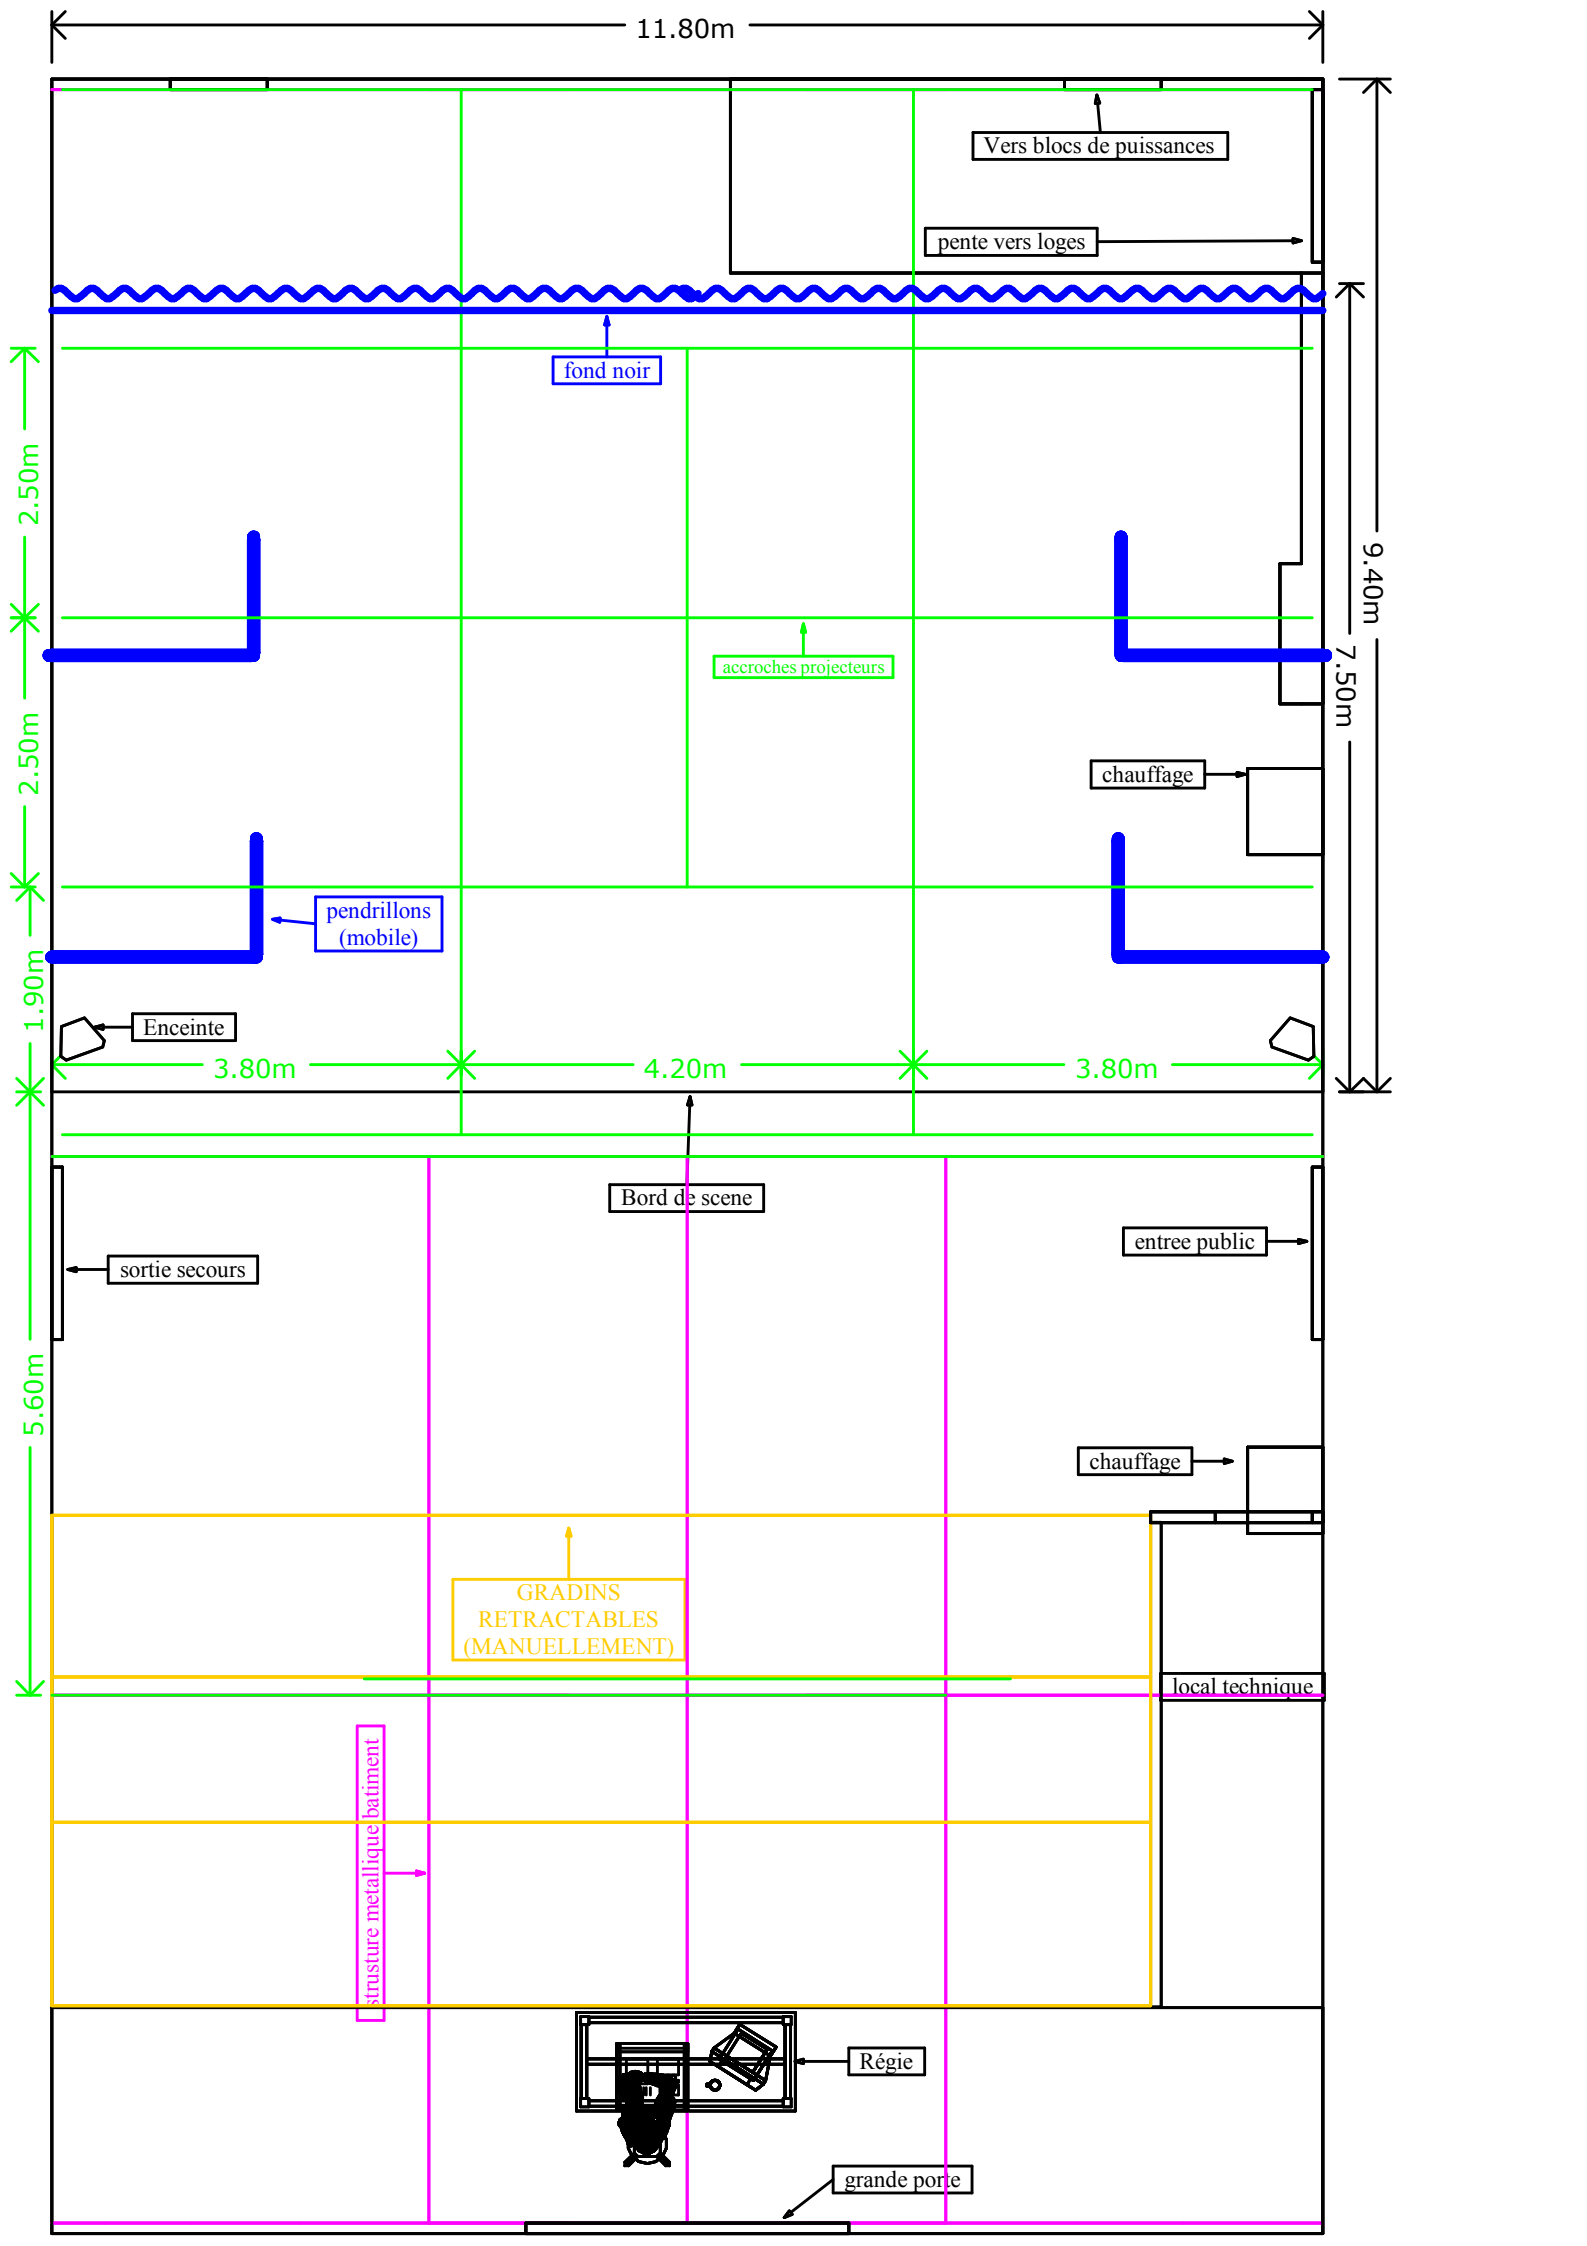 11.80m
Vers blocs de puissances
pente vers loges
fond noir
2.50m
9.40m
7.50m
accroches projecteurs
2.50m
chauffage
pendrillons
(mobile)
1.90m
Enceinte
3.80m
4.20m
3.80m
Bord de scene
entree public
sortie secours
5.60m
chauffage
GRADINS
RETRACTABLES
(MANUELLEMENT)
local technique
strusture metallique batiment
Régie
grande porte